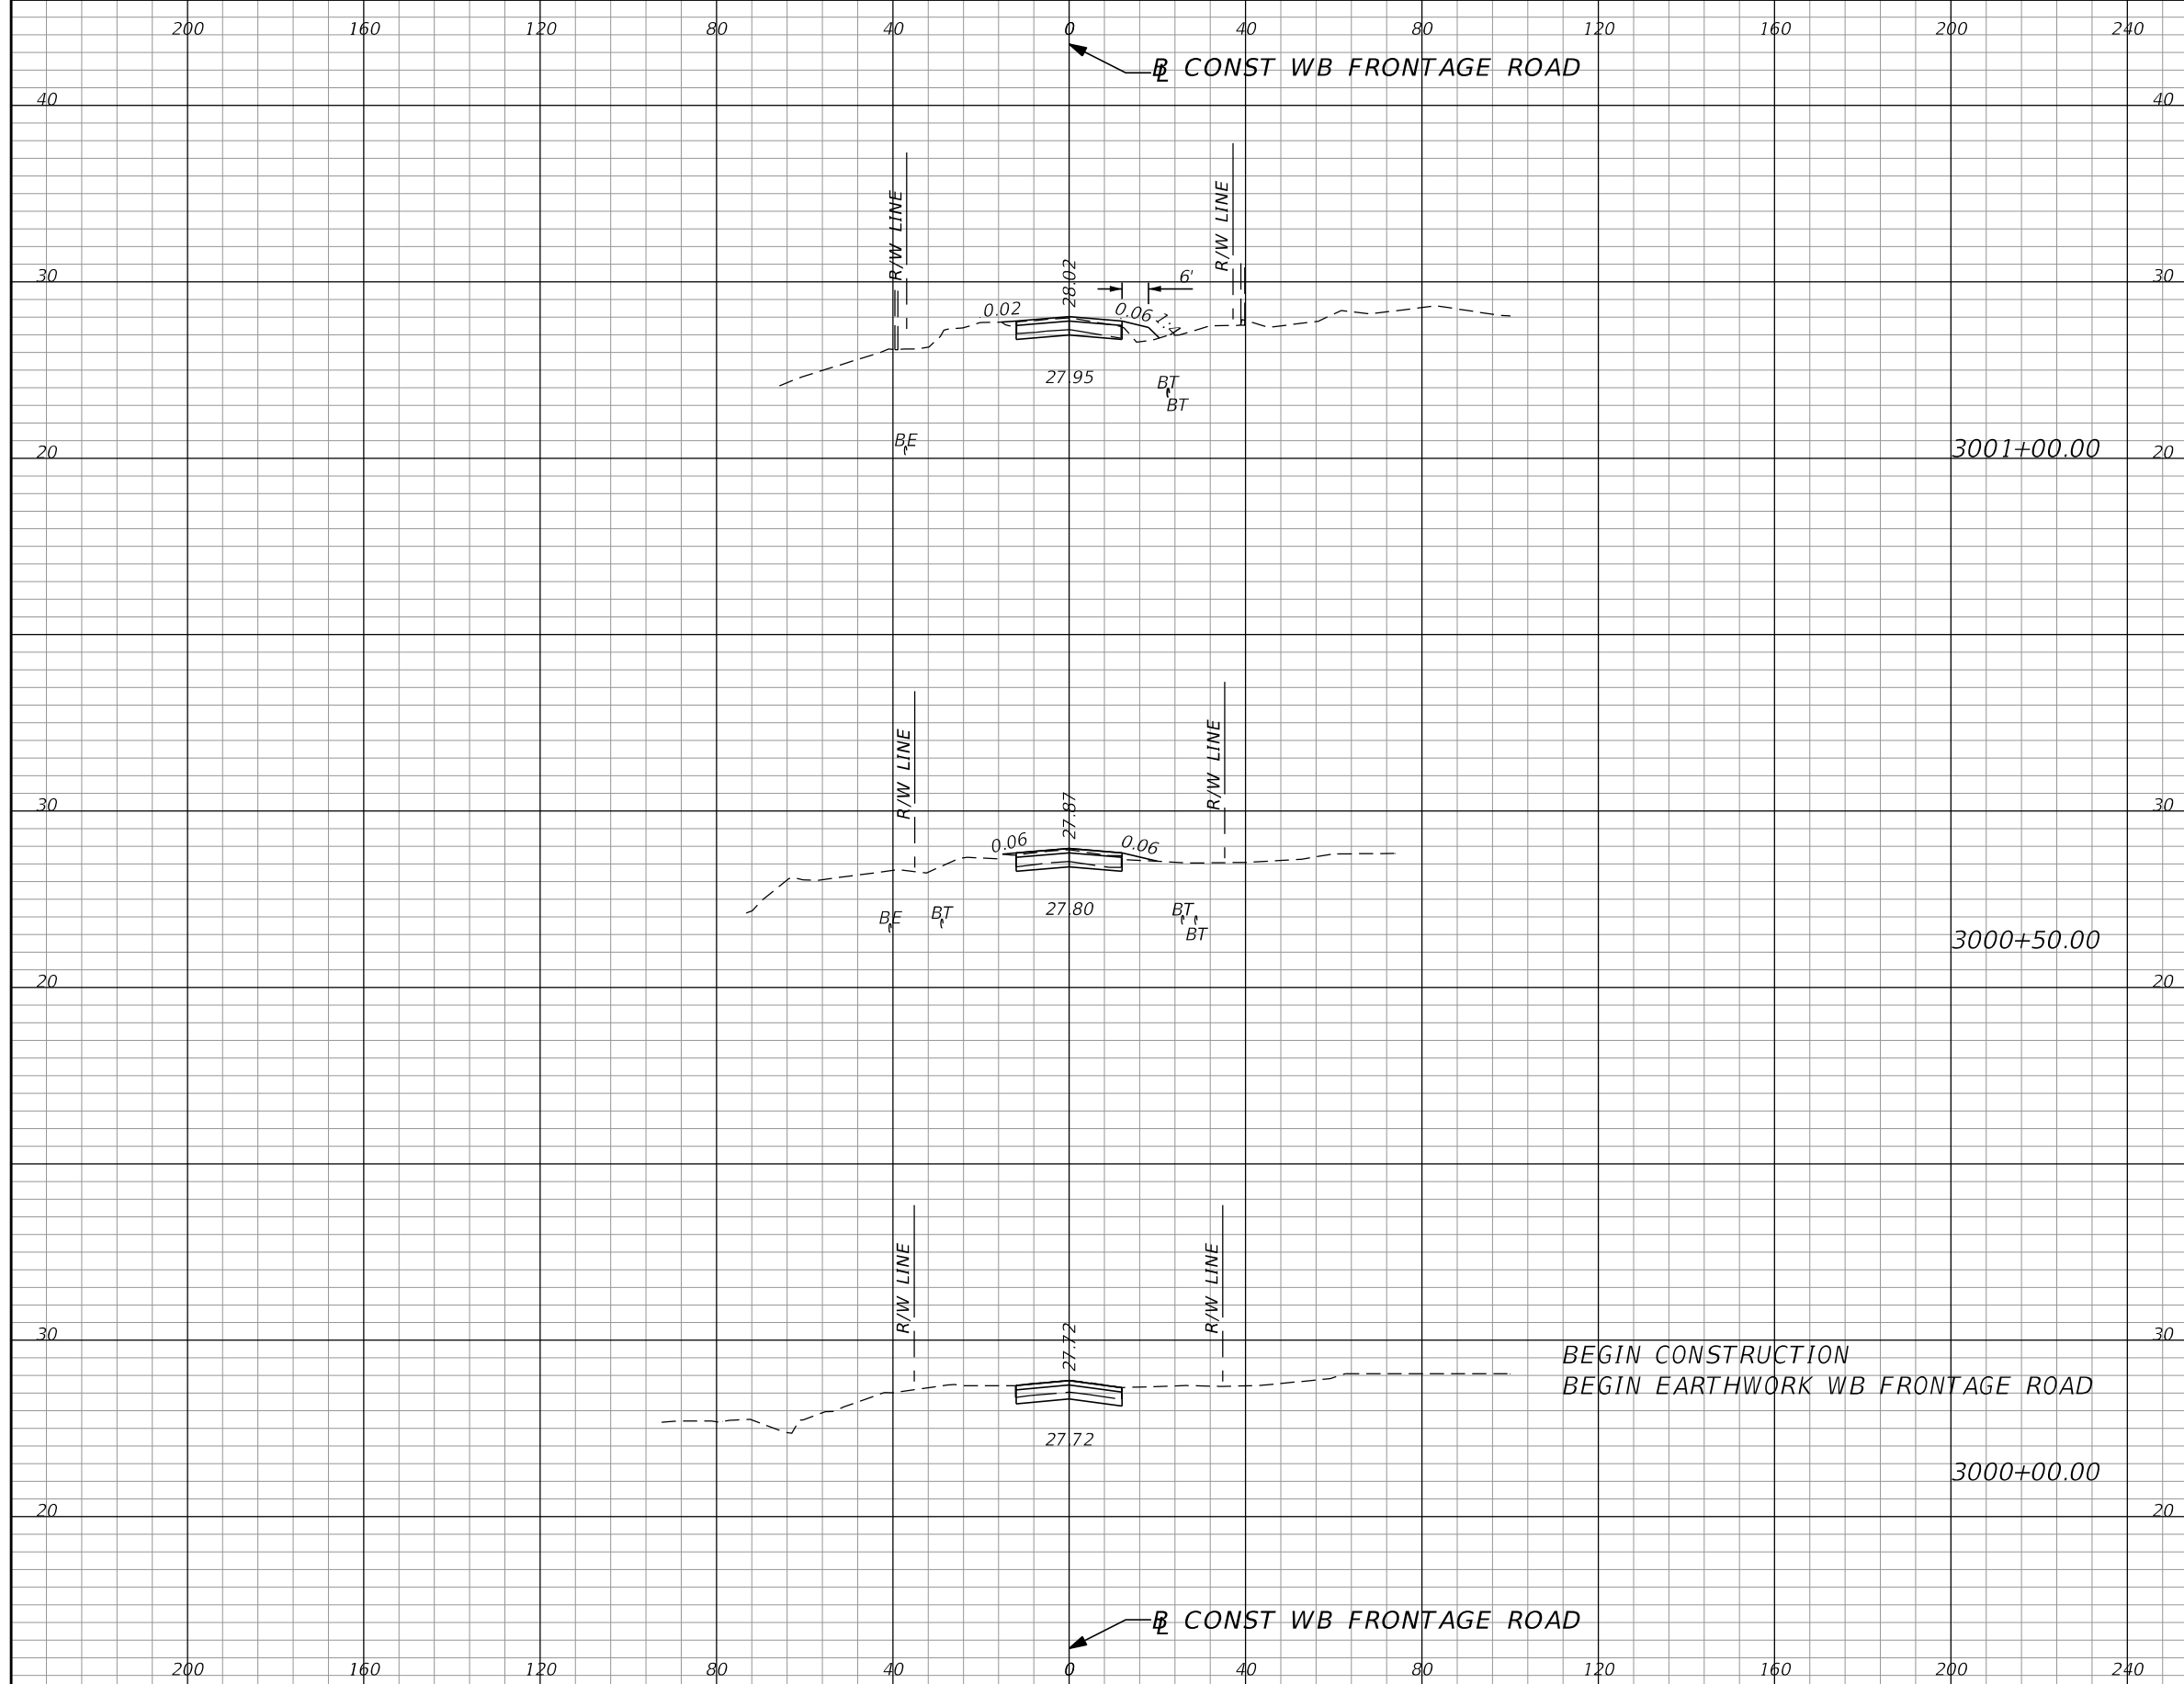 200 160 120 80 40 0 40 80 120 160 200 240
BL CONST WB FRONTAGE ROAD
40 40
R/W LINE R/W LINE
30 28.02 6' 30
0.02 0.06 1:4
27.95 BT
BT
BE
20 3001+00.00 20
R/W LINE R/W LINE
30 27.87 30
0.06 0.06
BE BT 27.80 BT
BT
3000+50.00
20 20
R/W LINE R/W LINE
30 27.72 30
BEGIN CONSTRUCTION
BEGIN EARTHWORK WB FRONTAGE ROAD
27.72
3000+00.00
20 20
BL CONST WB FRONTAGE ROAD
200 160 120 80 40 0 40 80 120 160 200 240